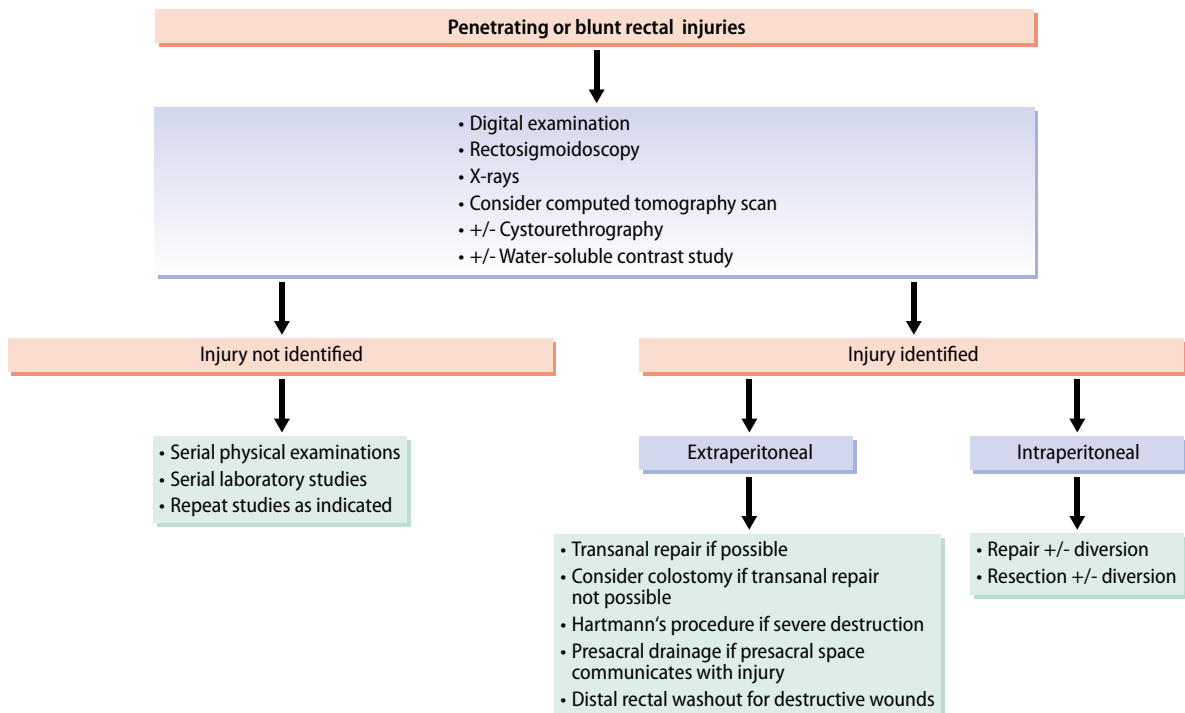 Penetrating or blunt rectal injuries
• Digital examination
• Rectosigmoidoscopy
• X-rays
• Consider computed tomography scan
• +/- Cystourethrography
• +/- Water-soluble contrast study
Injury not identified
Injury identified
• Serial physical examinations
• Serial laboratory studies
• Repeat studies as indicated
Extraperitoneal
Intraperitoneal
• Transanal repair if possible
• Consider colostomy if transanal repair
not possible
• Hartmann‘s procedure if severe destruction
• Presacral drainage if presacral space
communicates with injury
• Distal rectal washout for destructive wounds
• Repair +/- diversion
• Resection +/- diversion